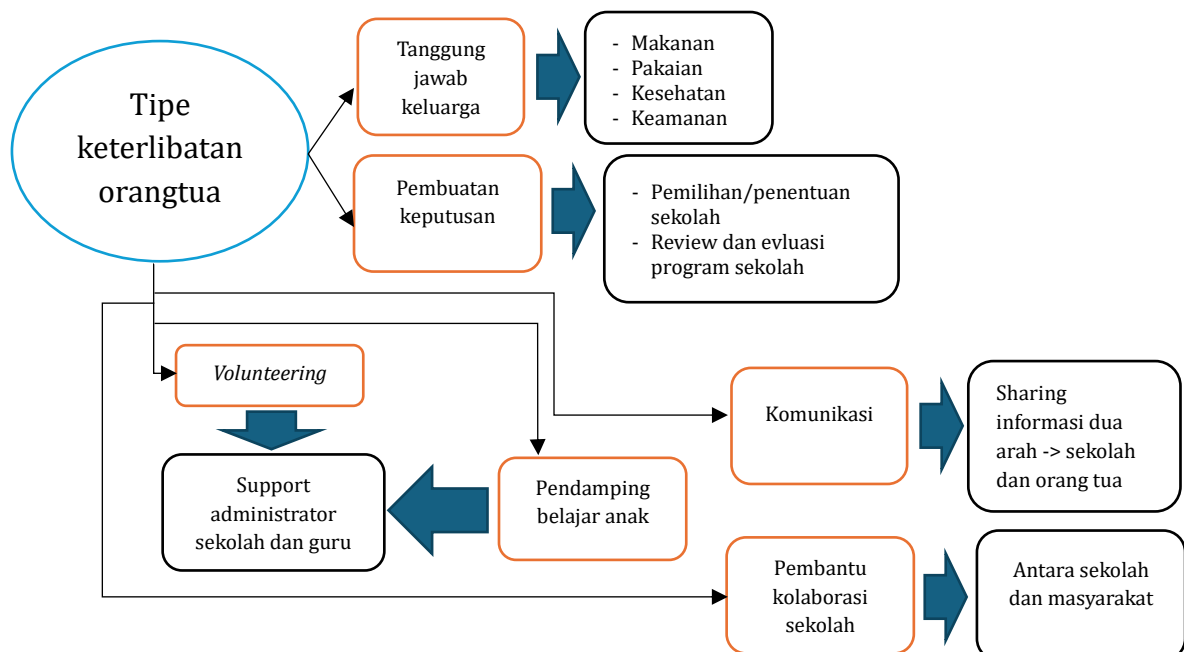 Tipe
keterlibatan
orangtua
Tanggung
jawab
keluarga
- Makanan
- Pakaian
- Kesehatan
- Keamanan
Pembuatan
keputusan
- Pemilihan/penentuan
sekolah
- Review dan evluasi
program sekolah
Volunteering
Support
administrator
sekolah dan guru
Pendamping
belajar anak
Komunikasi
Sharing
informasi dua
arah -> sekolah
dan orang tua
Pembantu
kolaborasi
sekolah
Antara sekolah
dan masyarakat